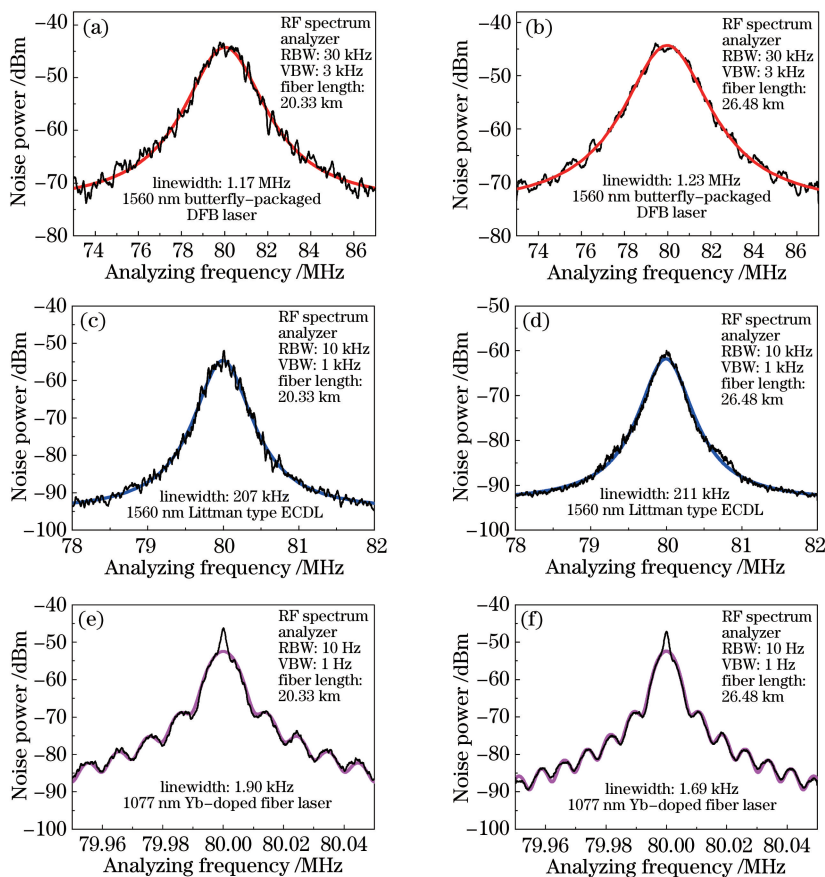 (a)
RF spectrum
analyzer
RBW: 30 kHz
VBW: 3 kHz
fiber length:
20.33 km
linewidth: 1.17 MHz
1560 nm butterfly-packaged
DFB laser
Noise power /dBm
−40
−50
−60
−70
−80
74 76 78 80 82 84 86
Analyzing frequency /MHz
(b)
RF spectrum
analyzer
RBW: 30 kHz
VBW: 3 kHz
fiber length:
26.48 km
linewidth: 1.23 MHz
1560 nm butterfly-packaged
DFB laser
Noise power /dBm
−40
−50
−60
−70
−80
74 76 78 80 82 84 86
Analyzing frequency /MHz
(c)
RF spectrum
analyzer
RBW: 10 kHz
VBW: 1 kHz
fiber length:
20.33 km
linewidth: 207 kHz
1560 nm Littman type ECDL
Noise power /dBm
−40
−50
−60
−70
−80
−90
−100
78 79 80 81 82
Analyzing frequency /MHz
(d)
RF spectrum
analyzer
RBW: 10 kHz
VBW: 1 kHz
fiber length:
26.48 km
linewidth: 211 kHz
1560 nm Littman type ECDL
Noise power /dBm
−50
−60
−70
−80
−90
−100
78 79 80 81 82
Analyzing frequency /MHz
(e)
RF spectrum
analyzer
RBW: 10 Hz
VBW: 1 Hz
fiber length:
20.33 km
linewidth: 1.90 kHz
1077 nm Yb-doped fiber laser
Noise power /dBm
−40
−50
−60
−70
−80
−90
−100
79.96 79.98 80.00 80.02 80.04
Analyzing frequency /MHz
(f)
RF spectrum
analyzer
RBW: 10 Hz
VBW: 1 Hz
fiber length:
26.48 km
linewidth: 1.69 kHz
1077 nm Yb-doped fiber laser
Noise power /dBm
−40
−50
−60
−70
−80
−90
−100
79.96 79.98 80.00 80.02 80.04
Analyzing frequency /MHz